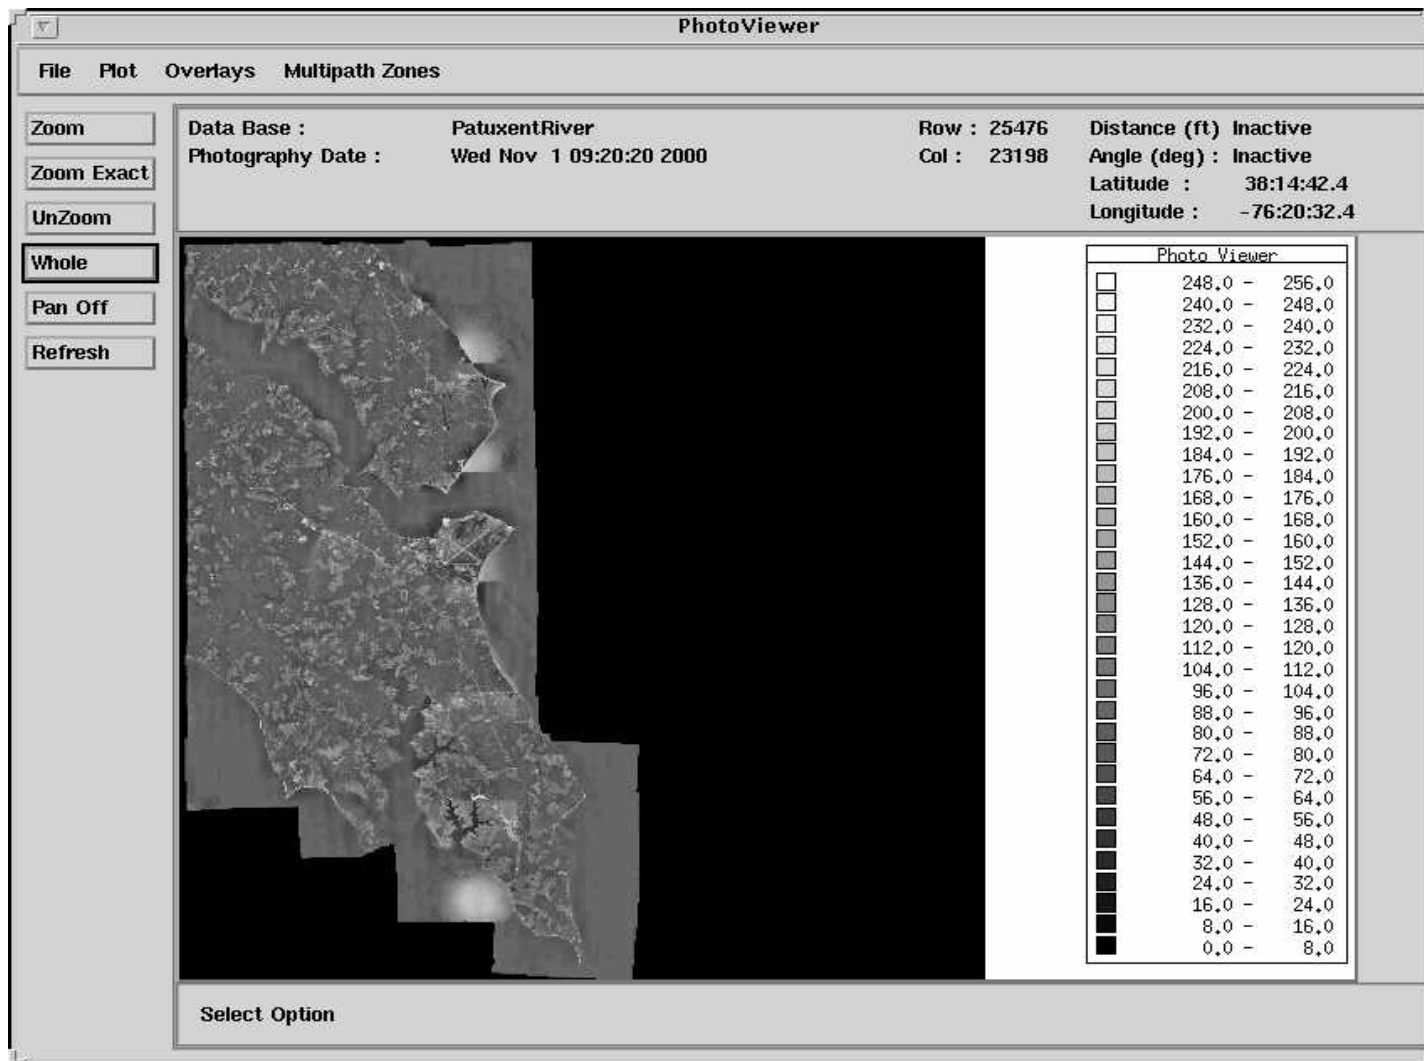 PhotoViewer
File Plot Overlays Multipath Zones
Zoom
Zoom Exact
UnZoom
Whole
Pan Off
Refresh
Data Base : PatuxentRiver Row : 25476 Distance (ft) Inactive
Photography Date : Wed Nov 1 09:20:20 2000 Col : 23198 Angle (deg) : Inactive
Latitude : 38:14:42.4
Longitude : -76:20:32.4
Photo Viewer
248.0 - 256.0
240.0 - 248.0
232.0 - 240.0
224.0 - 232.0
216.0 - 224.0
208.0 - 216.0
200.0 - 208.0
192.0 - 200.0
184.0 - 192.0
176.0 - 184.0
168.0 - 176.0
160.0 - 168.0
152.0 - 160.0
144.0 - 152.0
136.0 - 144.0
128.0 - 136.0
120.0 - 128.0
112.0 - 120.0
104.0 - 112.0
96.0 - 104.0
88.0 - 96.0
80.0 - 88.0
72.0 - 80.0
64.0 - 72.0
56.0 - 64.0
48.0 - 56.0
40.0 - 48.0
32.0 - 40.0
24.0 - 32.0
16.0 - 24.0
8.0 - 16.0
0.0 - 8.0
Select Option